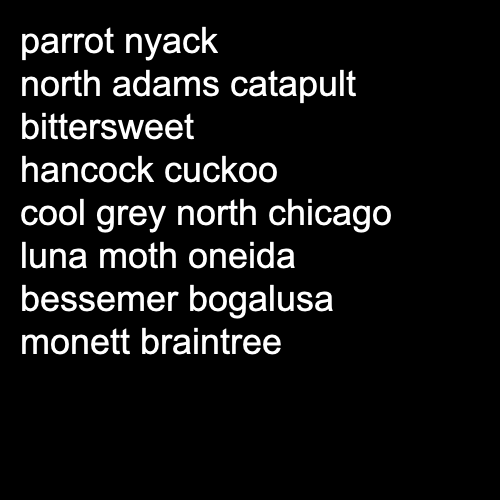 parrot nyack
north adams catapult
bittersweet
hancock cuckoo
cool grey north chicago
luna moth oneida
bessemer bogalusa
monett braintree